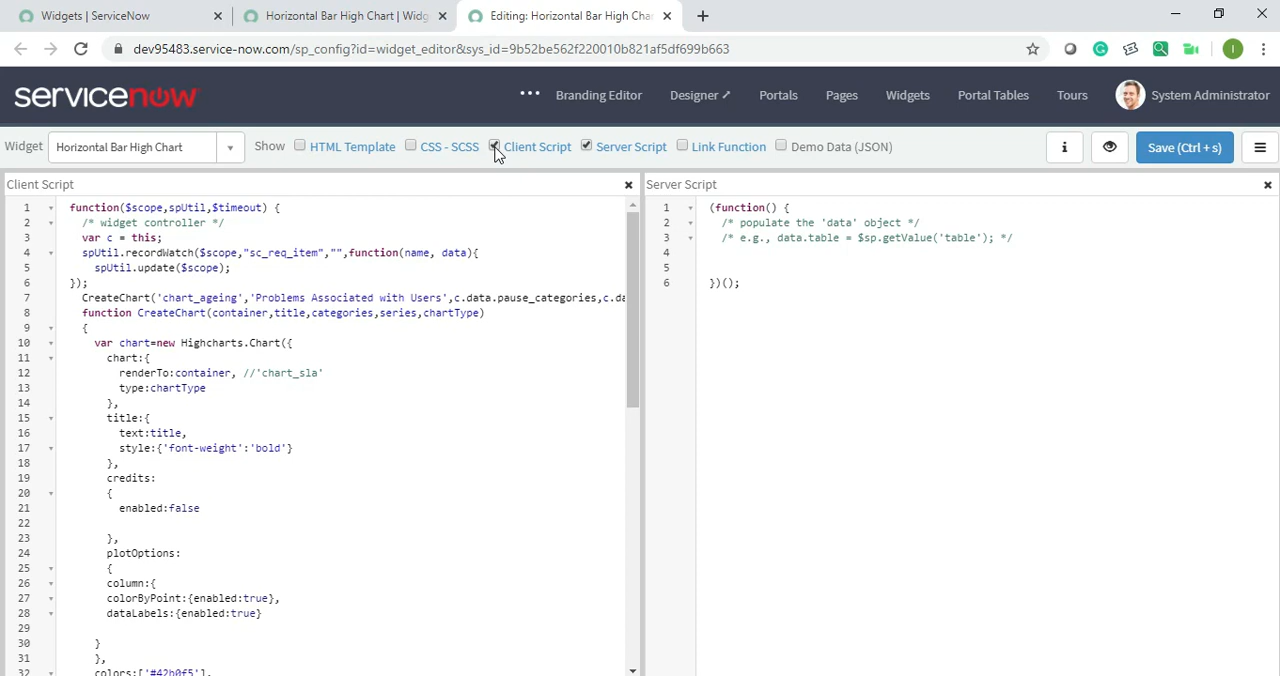 Widgets | ServiceNow
Horizontal Bar High Chart | Widg
Editing: Horizontal Bar High Cha
dev95483.service-now.com/sp_config?id=widget_editor&sys_id=9b52be562f220010b821af5df699b663
I
servicenow
Branding Editor
Designer
Portals
Pages
Widgets
Portal Tables
Tours
System Administrator
Widget
Horizontal Bar High Chart
Show
HTML Template
CSS - SCSS
Client Script
Server Script
Link Function
Demo Data (JSON)
i
Save (Ctrl + s)
Client Script
1 function($scope,spUtil,$timeout) {
2 /* widget controller */
3 var c = this;
4 spUtil.recordWatch($scope,"sc_req_item","",function(name, data){
5 spUtil.update($scope);
6 });
7 CreateChart('chart_ageing','Problems Associated with Users',c.data.pause_categories,c.da
8 function CreateChart(container,title,categories,series,chartType)
9 {
10 var chart=new Highcharts.Chart({
11 chart:{
12 renderTo:container, //'chart_sla'
13 type:chartType
14 },
15 title:{
16 text:title,
17 style:{'font-weight':'bold'}
18 },
19 credits:
20 {
21 enabled:false
22
23 },
24 plotOptions:
25 {
26 column:{
27 colorByPoint:{enabled:true},
28 dataLabels:{enabled:true}
29
30 }
31 },
32 colors:['#42b0f5'],
Server Script
1 (function() {
2 /* populate the 'data' object */
3 /* e.g., data.table = $sp.getValue('table'); */
4
5
6 })();